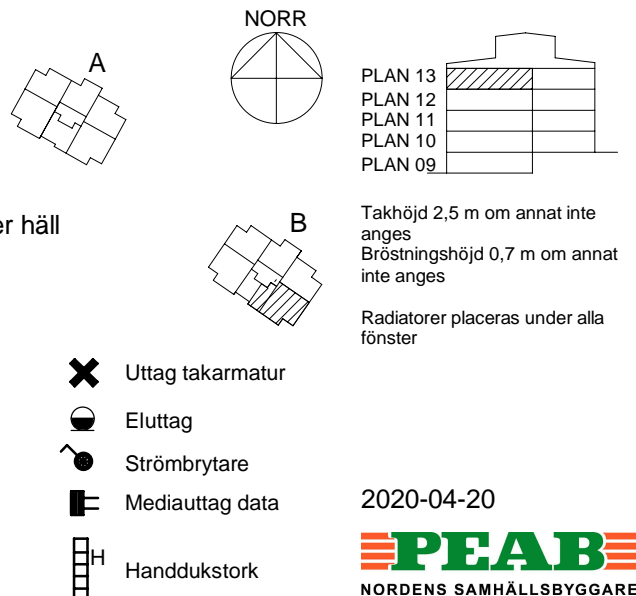 NORR
A
PLAN 13
PLAN 12
PLAN 11
PLAN 10
PLAN 09
er häll
B
Takhöjd 2,5 m om annat inte
anges
Bröstningshöjd 0,7 m om annat
inte anges
Radiatorer placeras under alla
fönster
Uttag takarmatur
Eluttag
Strömbrytare
Mediauttag data
H
Handdukstork
2020-04-20
PEAB
NORDENS SAMHÄLLSBYGGARE